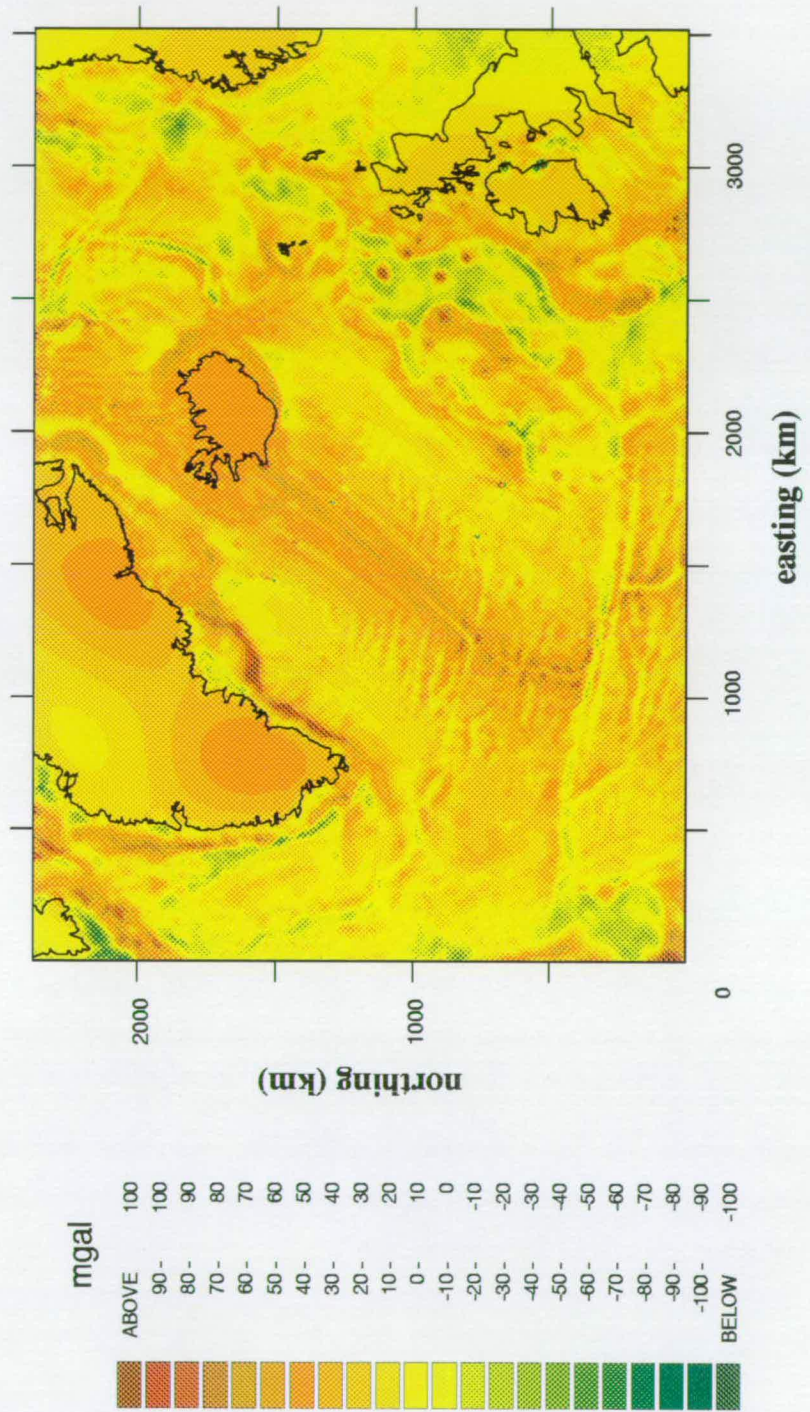 mgal
ABOVE 100
90 - 100
80 - 90
70 - 80
60 - 70
50 - 60
40 - 50
30 - 40
20 - 30
10 - 20
0 - 10
-10 - 0
-20 - -10
-30 - -20
-40 - -30
-50 - -40
-60 - -50
-70 - -60
-80 - -70
-90 - -80
-100 - -90
BELOW -100
northing (km)
2000
1000
0
1000
2000
3000
easting (km)